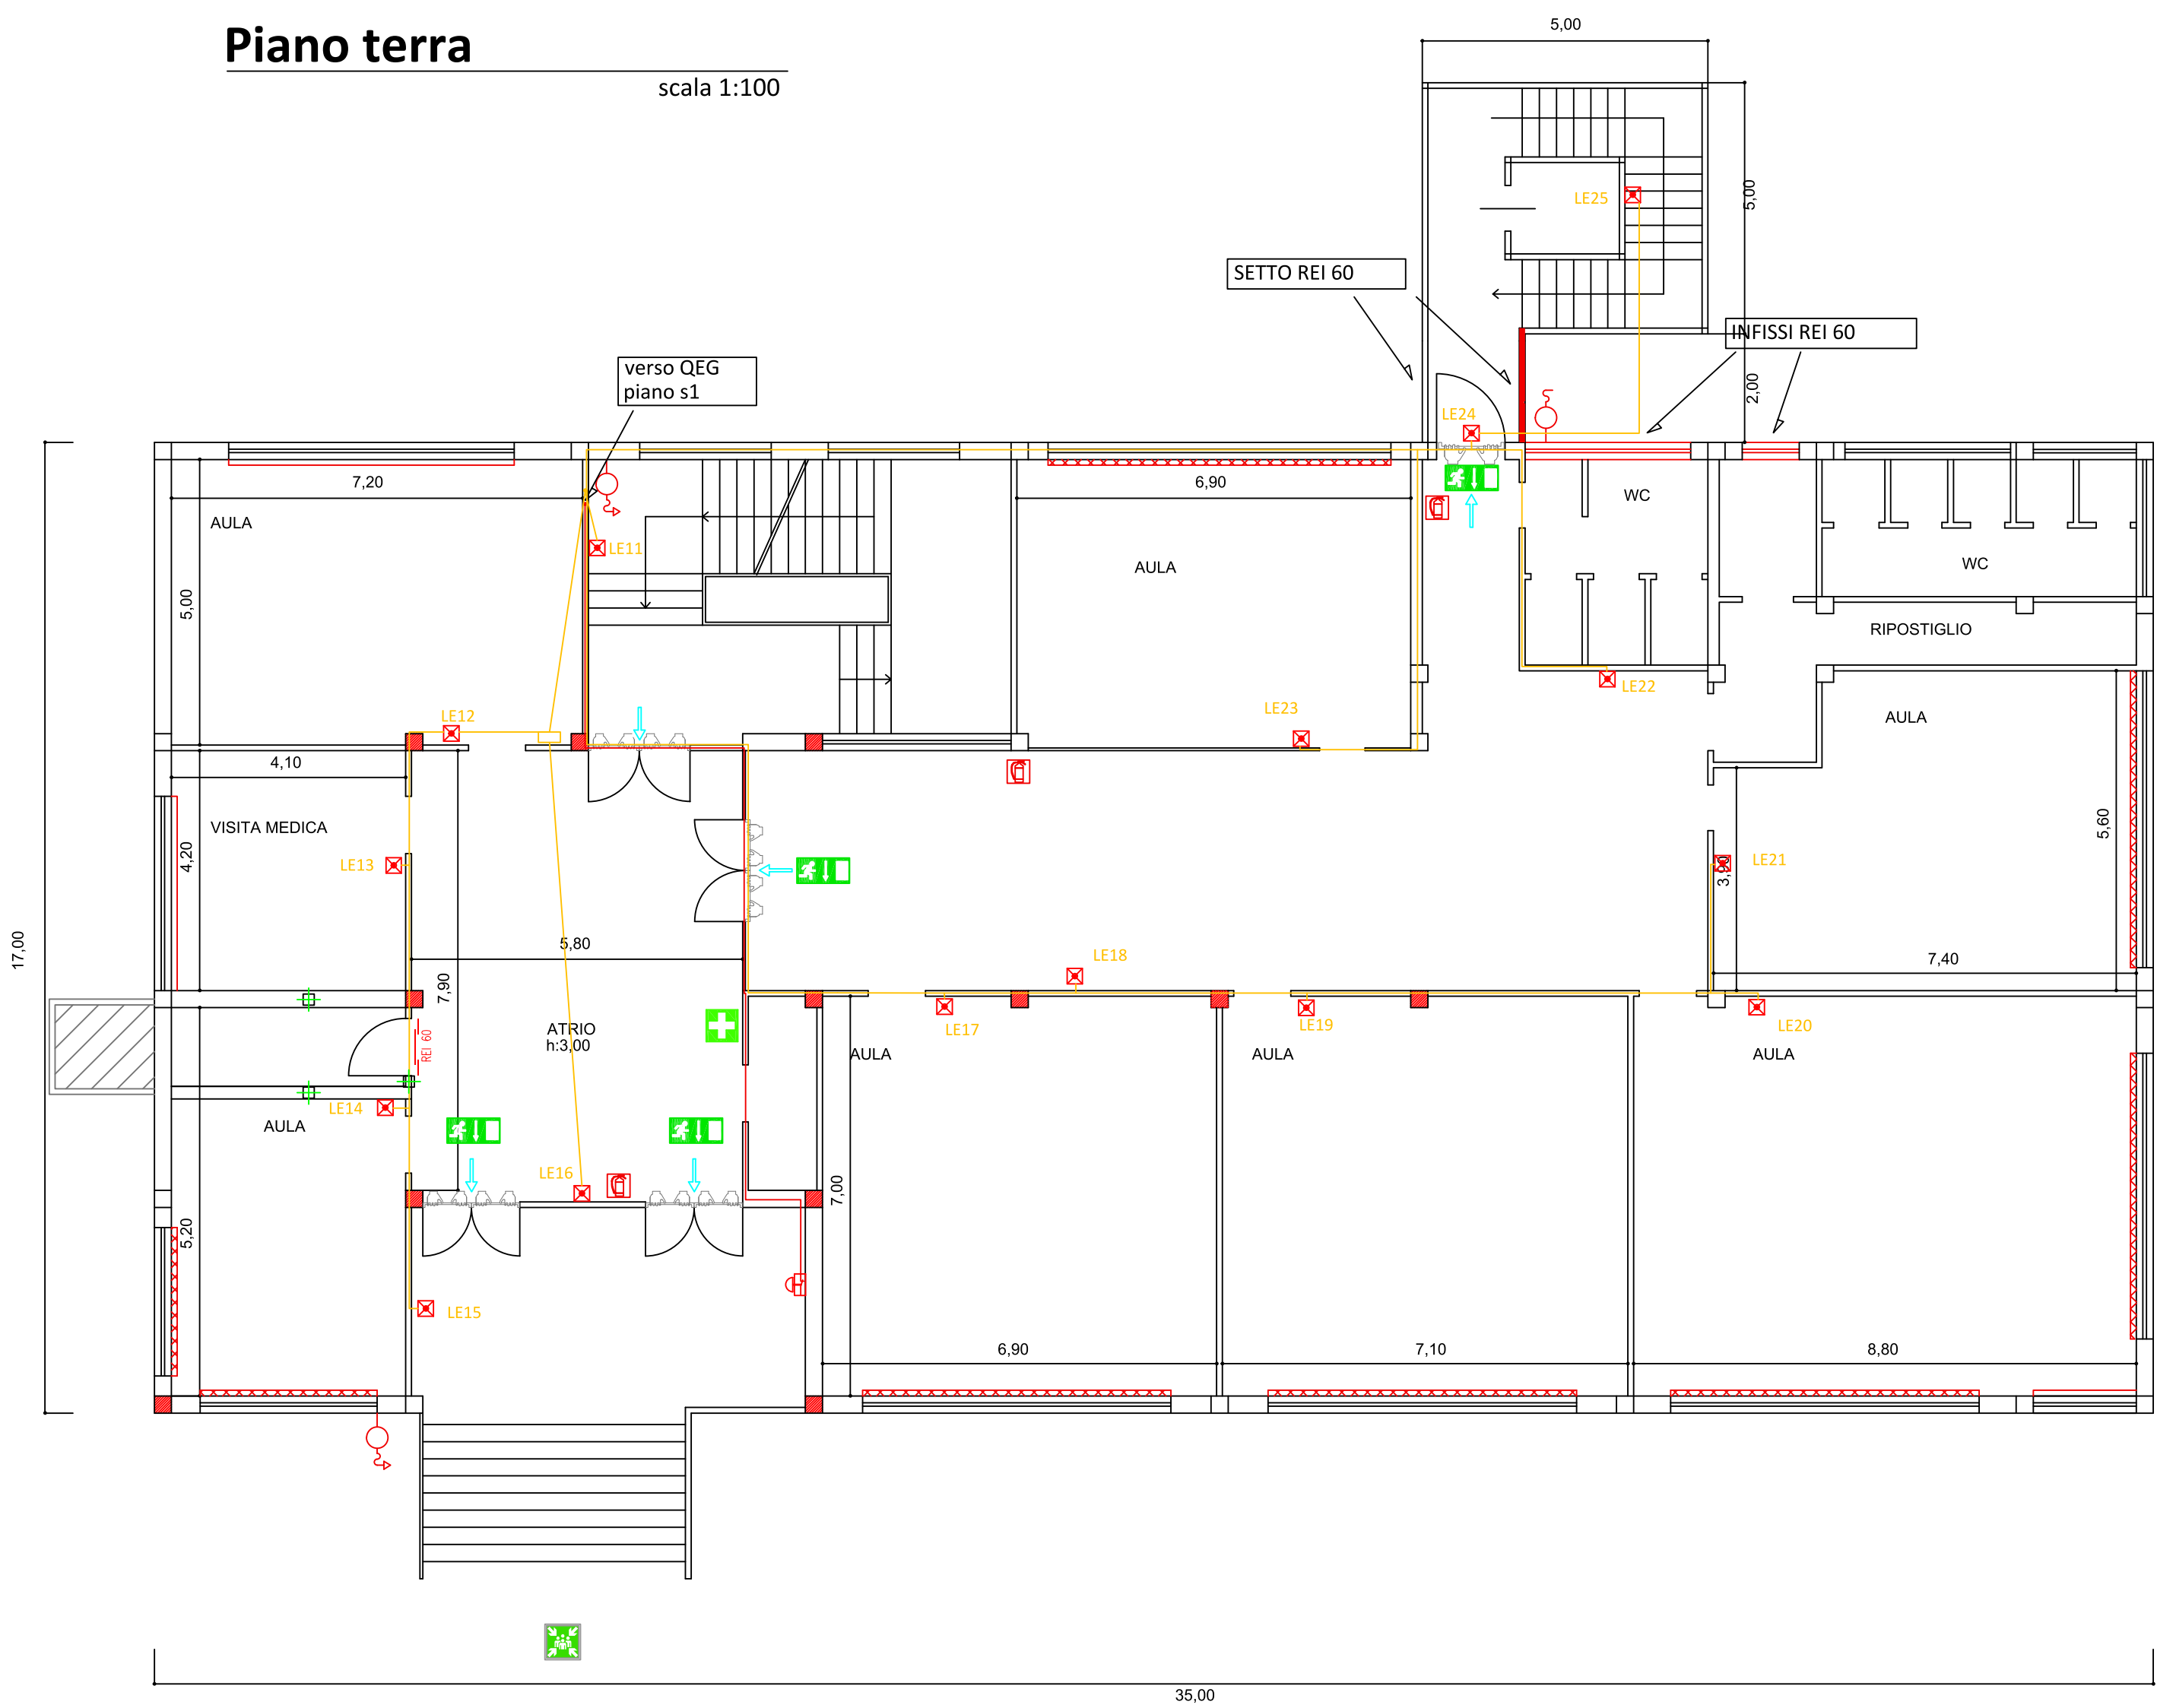 Piano terra
scala 1:100
5,00
LE25
5,00
SETTO REI 60
INFISSI REI 60
verso QEG
piano s1
2,00
LE24
7,20
6,90
WC
AULA
LE11
AULA
WC
5,00
RIPOSTIGLIO
LE22
LE12
LE23
AULA
4,10
VISITA MEDICA
5,60
4,20
LE13
LE21
3,90
17,00
5,80
LE18
7,40
7,90
ATRIO
h:3,00
REI 60
LE17
LE19
LE20
AULA
AULA
AULA
LE14
AULA
LE16
7,00
5,20
LE15
6,90
7,10
8,80
35,00